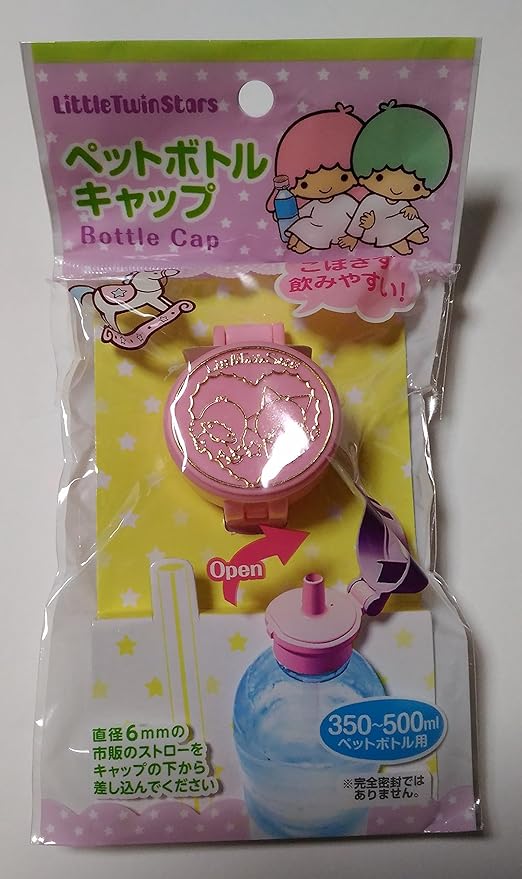 LittleTwinStars
ペットボトル
キャップ
Bottle Cap
こぼさず
飲みやすい!
LittleTwinStars
Open
350~500ml
ペットボトル用
直径6mmの
市販のストローを
キャップの下から
差し込んでください
※完全密封では
ありません。